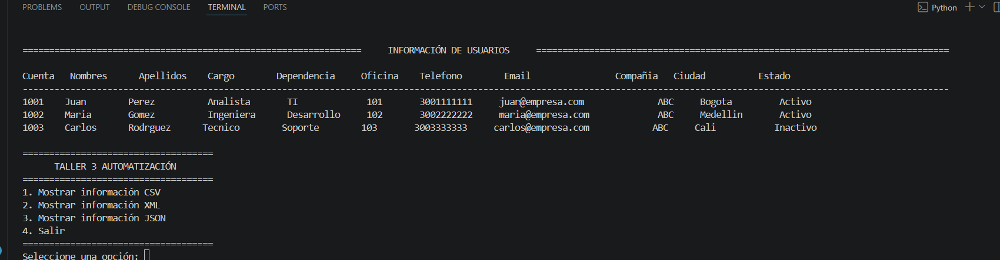 PROBLEMS OUTPUT DEBUG CONSOLE TERMINAL PORTS Python
==================================================================== INFORMACIÓN DE USUARIOS ==============================================================================
Cuenta Nombres Apellidos Cargo Dependencia Oficina Telefono Email Compañia Ciudad Estado
-------------------------------------------------------------------------------------------------------------------------------------------------------------------------------
1001 Juan Perez Analista TI 101 3001111111 juan@empresa.com ABC Bogota Activo
1002 Maria Gomez Ingeniera Desarrollo 102 3002222222 maria@empresa.com ABC Medellin Activo
1003 Carlos Rodrguez Tecnico Soporte 103 3003333333 carlos@empresa.com ABC Cali Inactivo
====================================
TALLER 3 AUTOMATIZACIÓN
====================================
1. Mostrar información CSV
2. Mostrar información XML
3. Mostrar información JSON
4. Salir
====================================
Seleccione una opción: